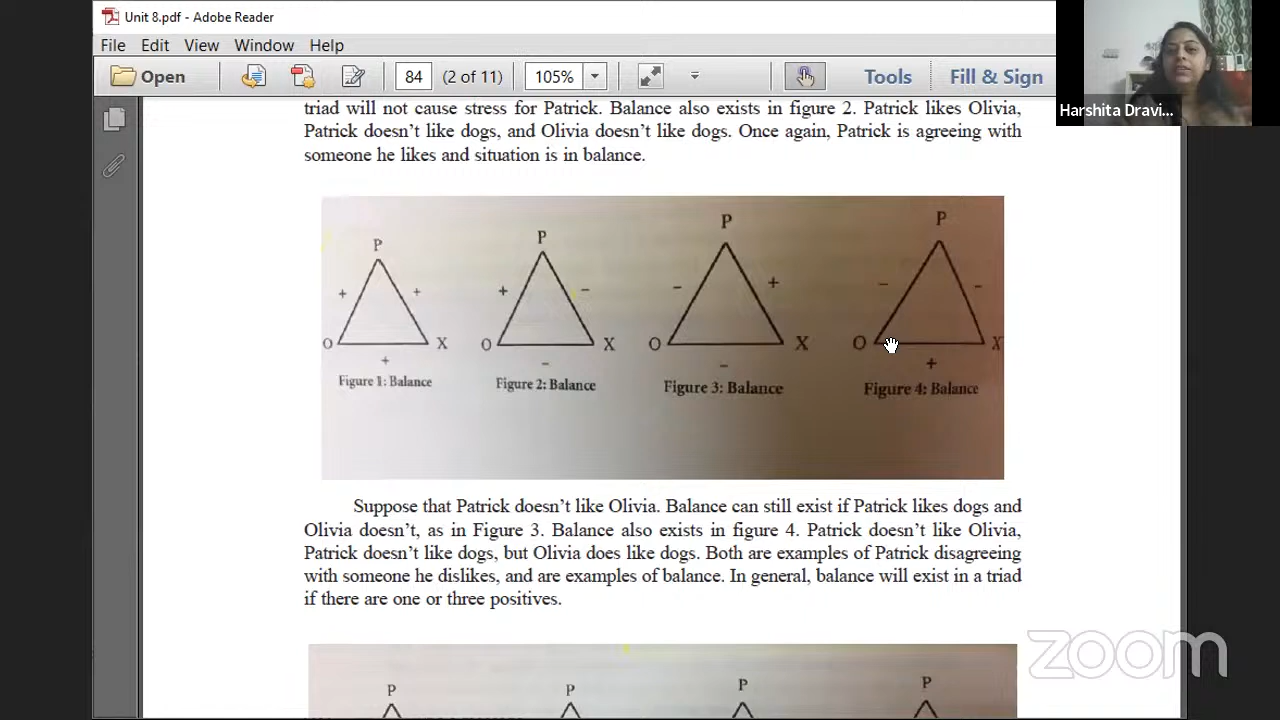 Unit 8.pdf - Adobe Reader
File Edit View Window Help
Open 84 (2 of 11) 105% Tools Fill & Sign
Harshita Dravi...
triad will not cause stress for Patrick. Balance also exists in figure 2. Patrick likes Olivia,
Patrick doesn’t like dogs, and Olivia doesn’t like dogs. Once again, Patrick is agreeing with
someone he likes and situation is in balance.
P P P P
+ + + - - + - -
O X O X O X O X
+ - - +
Figure 1: Balance Figure 2: Balance Figure 3: Balance Figure 4: Balance
Suppose that Patrick doesn’t like Olivia. Balance can still exist if Patrick likes dogs and
Olivia doesn’t, as in Figure 3. Balance also exists in figure 4. Patrick doesn’t like Olivia,
Patrick doesn’t like dogs, but Olivia does like dogs. Both are examples of Patrick disagreeing
with someone he dislikes, and are examples of balance. In general, balance will exist in a triad
if there are one or three positives.
zoom
P P P P